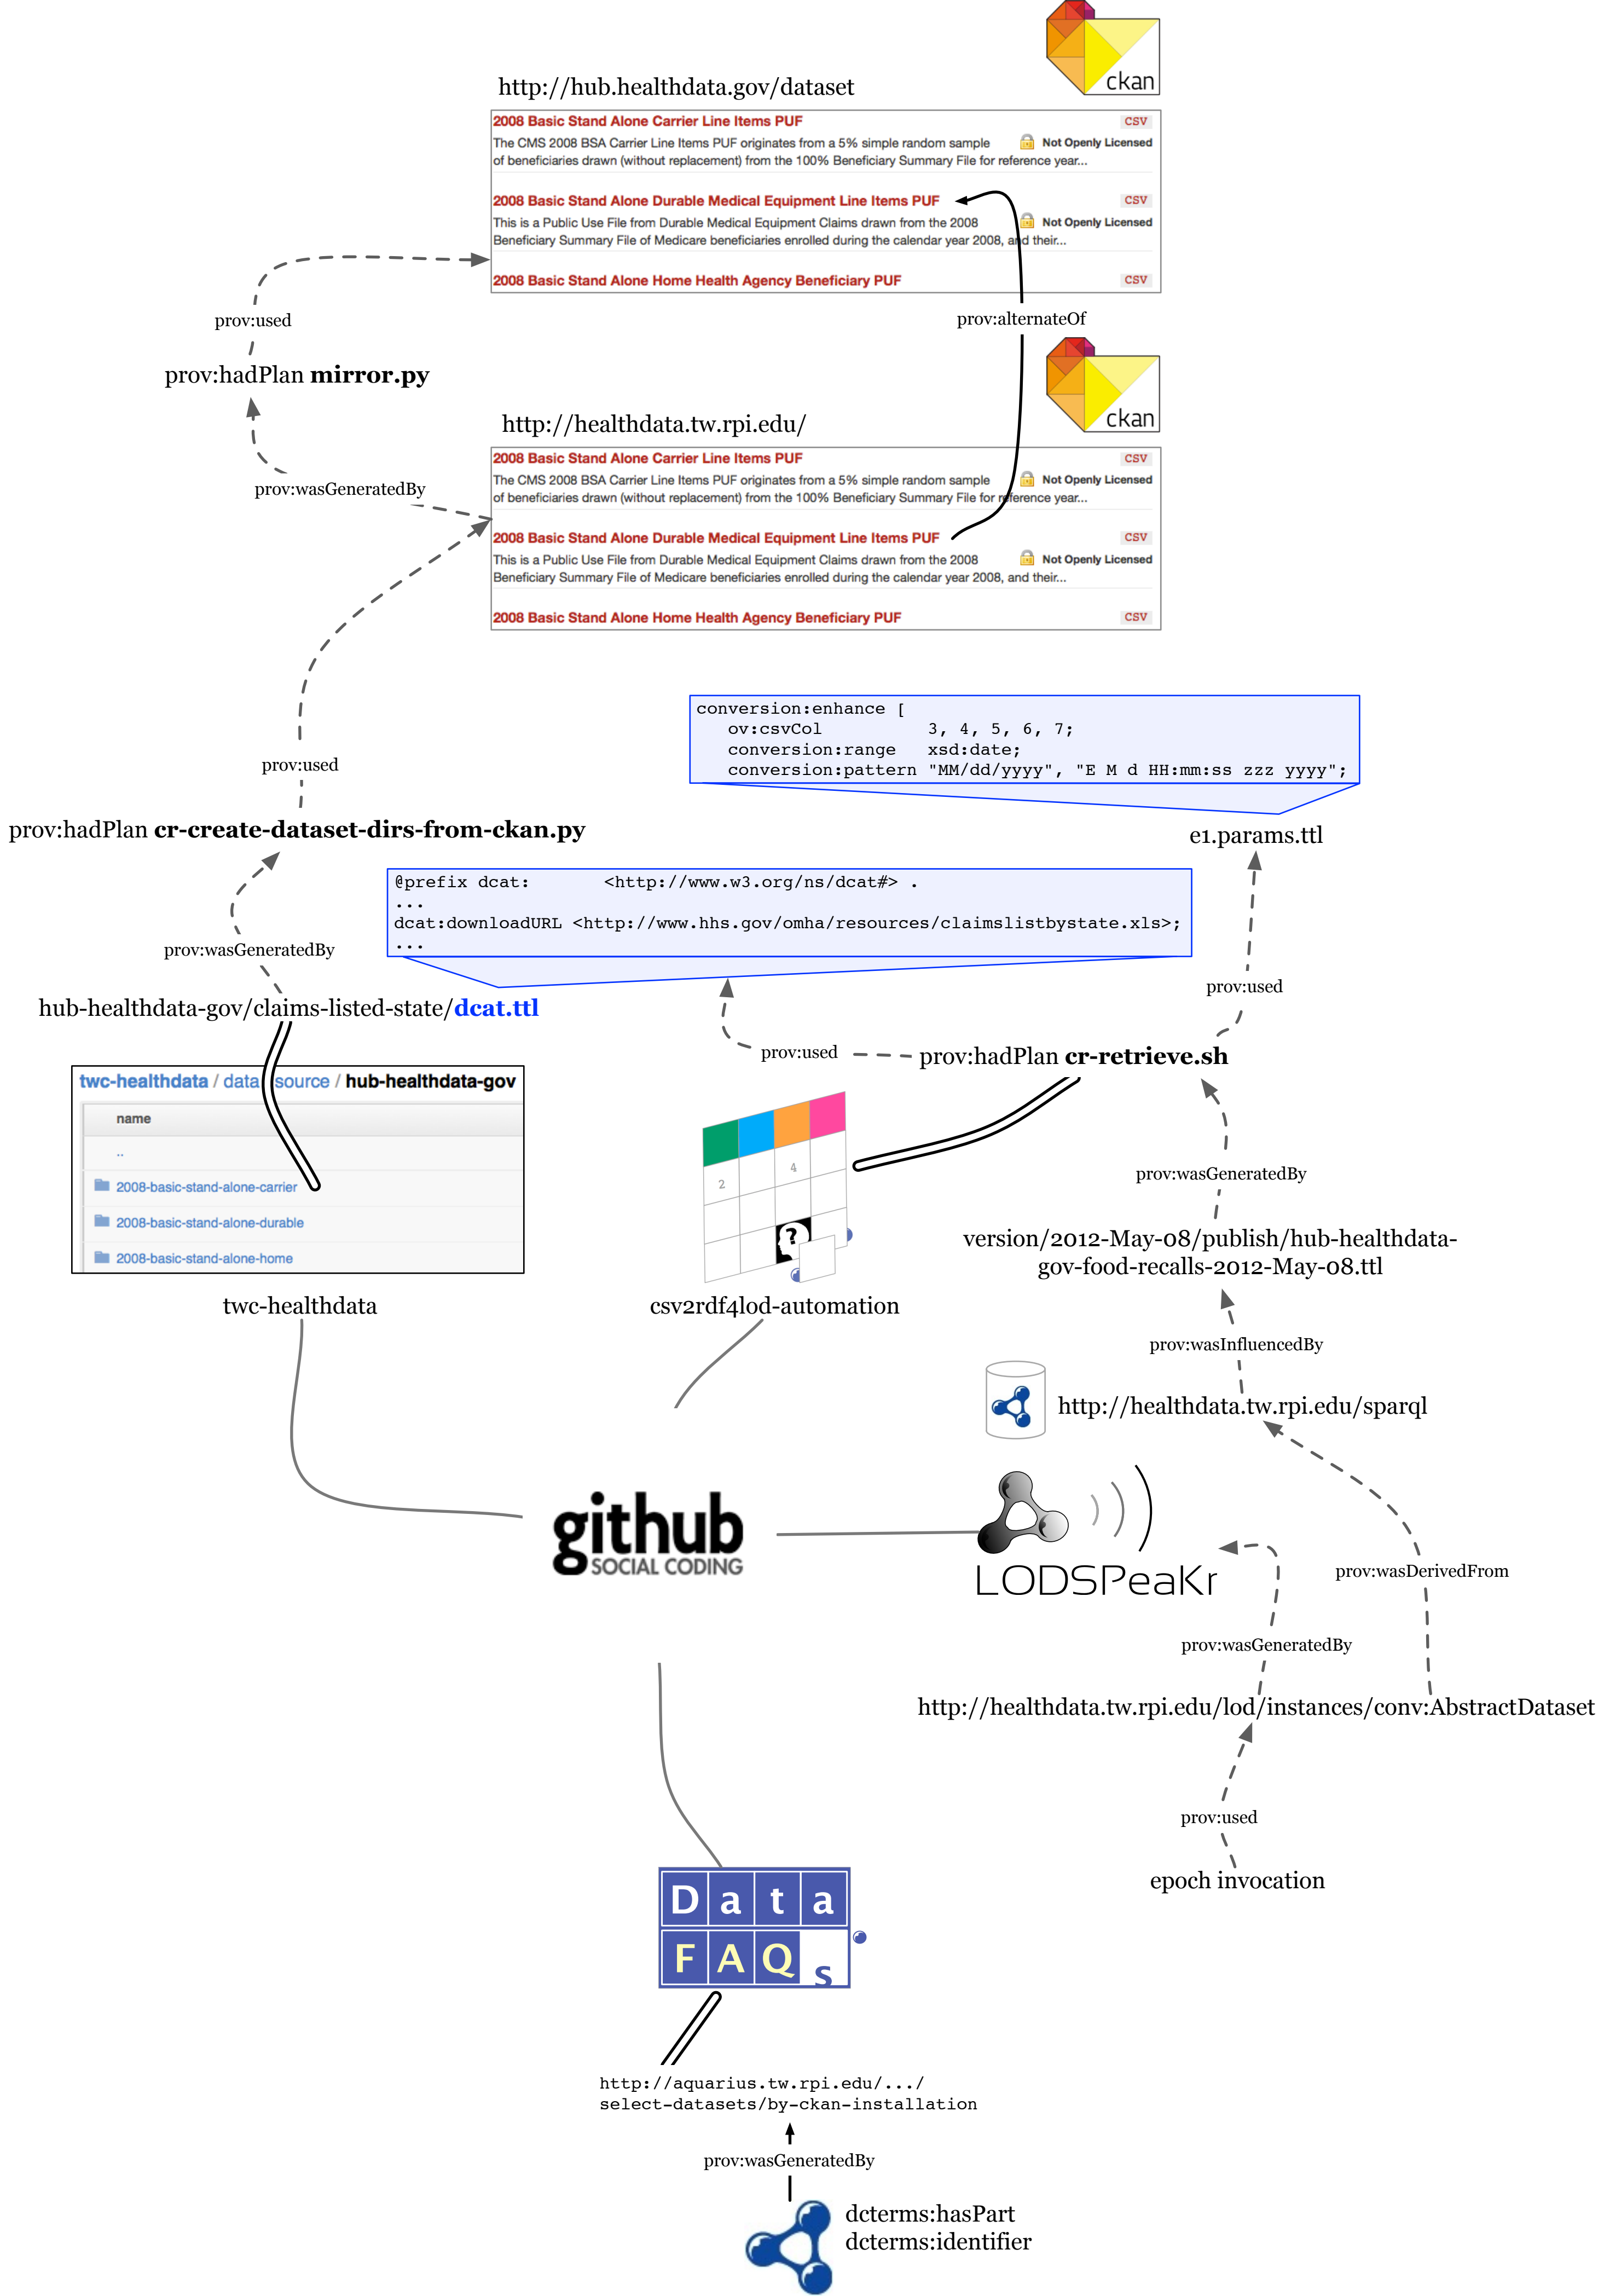 ckan
http://hub.healthdata.gov/dataset
2008 Basic Stand Alone Carrier Line Items PUF
CSV
The CMS 2008 BSA Carrier Line Items PUF originates from a 5% simple random sample
Not Openly Licensed
of beneficiaries drawn (without replacement) from the 100% Beneficiary Summary File for reference year...
2008 Basic Stand Alone Durable Medical Equipment Line Items PUF
CSV
This is a Public Use File from Durable Medical Equipment Claims drawn from the 2008
Not Openly Licensed
Beneficiary Summary File of Medicare beneficiaries enrolled during the calendar year 2008, and their...
2008 Basic Stand Alone Home Health Agency Beneficiary PUF
CSV
prov:used
prov:alternateOf
prov:hadPlan mirror.py
ckan
http://healthdata.tw.rpi.edu/
2008 Basic Stand Alone Carrier Line Items PUF
CSV
The CMS 2008 BSA Carrier Line Items PUF originates from a 5% simple random sample
Not Openly Licensed
of beneficiaries drawn (without replacement) from the 100% Beneficiary Summary File for reference year...
prov:wasGeneratedBy
2008 Basic Stand Alone Durable Medical Equipment Line Items PUF
CSV
This is a Public Use File from Durable Medical Equipment Claims drawn from the 2008
Not Openly Licensed
Beneficiary Summary File of Medicare beneficiaries enrolled during the calendar year 2008, and their...
2008 Basic Stand Alone Home Health Agency Beneficiary PUF
CSV
conversion:enhance [
ov:csvCol 3, 4, 5, 6, 7;
conversion:range xsd:date;
conversion:pattern "MM/dd/yyyy", "E M d HH:mm:ss zzz yyyy";
prov:used
prov:hadPlan cr-create-dataset-dirs-from-ckan.py
e1.params.ttl
@prefix dcat: <http://www.w3.org/ns/dcat#> .
...
dcat:downloadURL <http://www.hhs.gov/omha/resources/claimslistbystate.xls>;
...
prov:wasGeneratedBy
prov:used
hub-healthdata-gov/claims-listed-state/dcat.ttl
prov:used
prov:hadPlan cr-retrieve.sh
twc-healthdata / data source / hub-healthdata-gov
name
..
2008-basic-stand-alone-carrier
2008-basic-stand-alone-durable
2008-basic-stand-alone-home
4
2
?
prov:wasGeneratedBy
version/2012-May-08/publish/hub-healthdata-
gov-food-recalls-2012-May-08.ttl
twc-healthdata
csv2rdf4lod-automation
prov:wasInfluencedBy
http://healthdata.tw.rpi.edu/sparql
github
SOCIAL CODING
LODSPeaKr
prov:wasDerivedFrom
prov:wasGeneratedBy
http://healthdata.tw.rpi.edu/lod/instances/conv:AbstractDataset
prov:used
epoch invocation
Data
FAQs
http://aquarius.tw.rpi.edu/.../
select-datasets/by-ckan-installation
prov:wasGeneratedBy
dcterms:hasPart
dcterms:identifier